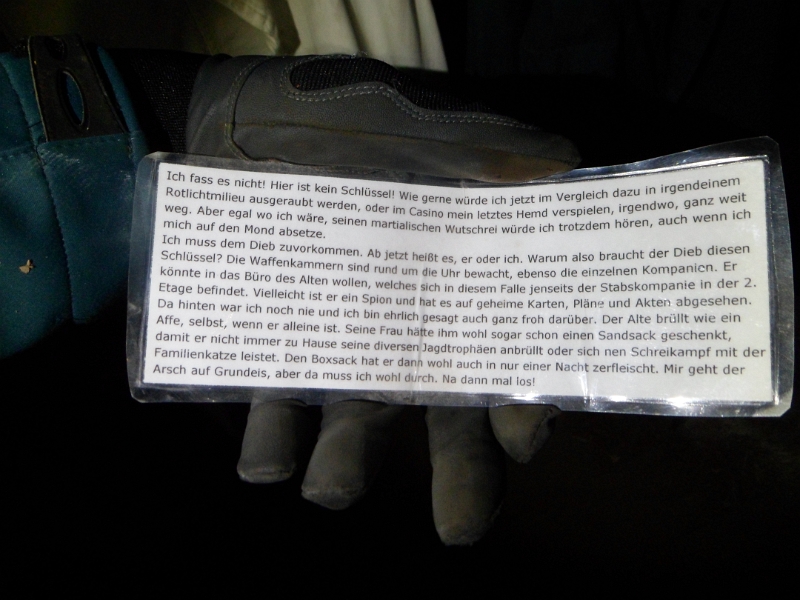 Ich fass es nicht! Hier ist kein Schlüssel! Wie gerne würde ich jetzt im Vergleich dazu in irgendeinem
Rotlichtmilieu ausgeraubt werden, oder im Casino mein letztes Hemd verspielen, irgendwo, ganz weit
weg. Aber egal wo ich wäre, seinen martialischen Wutschrei würde ich trotzdem hören, auch wenn ich
mich auf den Mond absetze.
Ich muss dem Dieb zuvorkommen. Ab jetzt heißt es, er oder ich. Warum also braucht der Dieb diesen
Schlüssel? Die Waffenkammern sind rund um die Uhr bewacht, ebenso die einzelnen Kompanien. Er
könnte in das Büro des Alten wollen, welches sich in diesem Falle jenseits der Stabskompanie in der 2.
Etage befindet. Vielleicht ist er ein Spion und hat es auf geheime Karten, Pläne und Akten abgesehen.
Da hinten war ich noch nie und ich bin ehrlich gesagt auch ganz froh darüber. Der Alte brüllt wie ein
Affe, selbst, wenn er alleine ist. Seine Frau hätte ihm wohl sogar schon einen Sandsack geschenkt,
damit er nicht immer zu Hause seine diversen Jagdtrophäen anbrüllt oder sich nen Schreikampf mit der
Familienkatze leistet. Den Boxsack hat er dann wohl auch in nur einer Nacht zerfleischt. Mir geht der
Arsch auf Grundeis, aber da muss ich wohl durch. Na dann mal los!